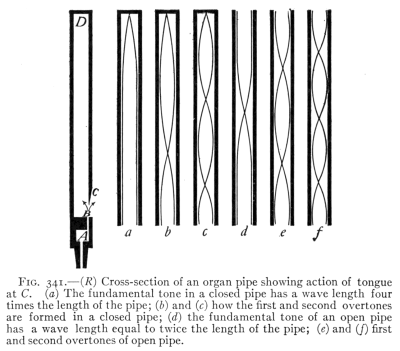 D
C
B
A
a b c d e f
FIG. 341.—(R) Cross-section of an organ pipe showing action of tongue
at C. (a) The fundamental tone in a closed pipe has a wave length four
times the length of the pipe; (b) and (c) how the first and second overtones
are formed in a closed pipe; (d) the fundamental tone of an open pipe
has a wave length equal to twice the length of the pipe; (e) and (f) first
and second overtones of open pipe.